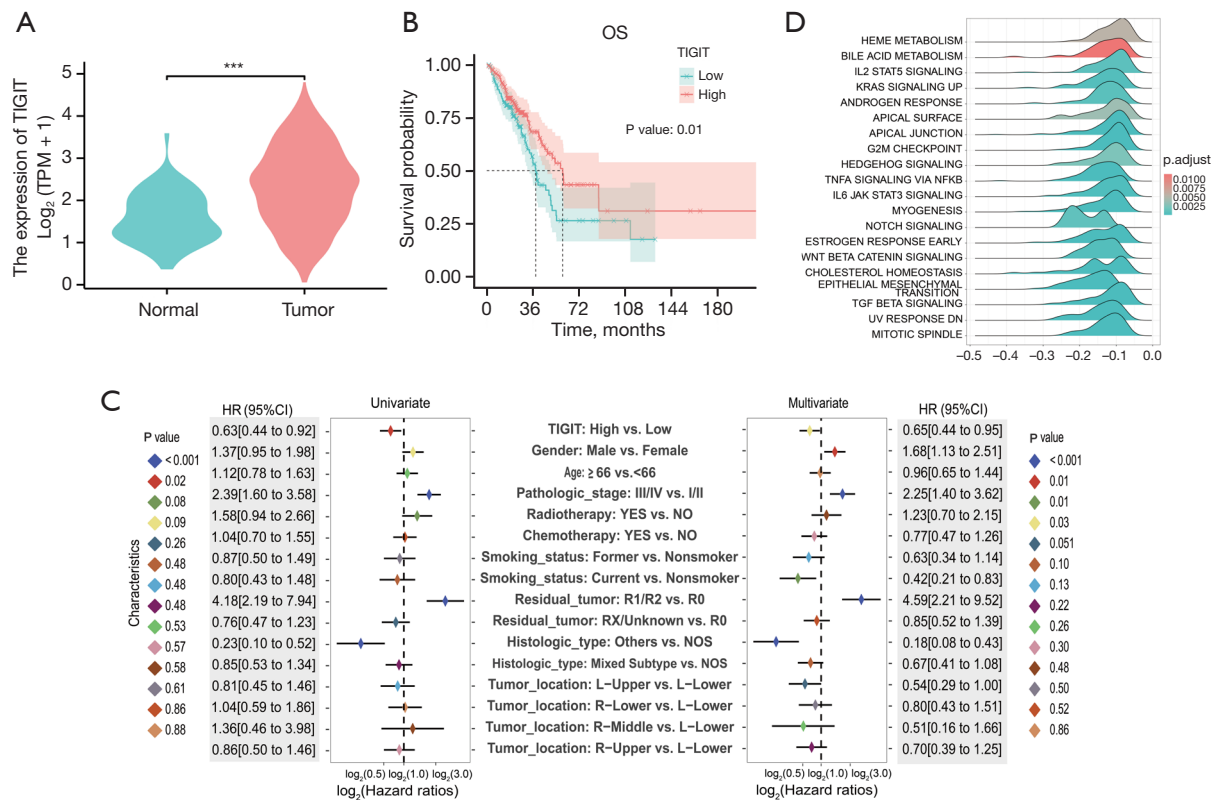 A
The expression of TIGIT
Log2 (TPM + 1)
5
4
3
2
1
0
***
Normal
Tumor
B
OS
TIGIT
Low
High
P value: 0.01
Survival probability
1.00
0.75
0.50
0.25
0.00
0 36 72 108 144 180
Time, months
D
HEME METABOLISM
BILE ACID METABOLISM
IL2 STAT5 SIGNALING
KRAS SIGNALING UP
ANDROGEN RESPONSE
APICAL SURFACE
APICAL JUNCTION
G2M CHECKPOINT
HEDGEHOG SIGNALING
TNFA SIGNALING VIA NFKB
IL6 JAK STAT3 SIGNALING
MYOGENESIS
NOTCH SIGNALING
ESTROGEN RESPONSE EARLY
WNT BETA CATENIN SIGNALING
CHOLESTEROL HOMEOSTASIS
EPITHELIAL MESENCHYMAL
TRANSITION
TGF BETA SIGNALING
UV RESPONSE DN
MITOTIC SPINDLE
−0.5 −0.4 −0.3 −0.2 −0.1 0.0
p.adjust
0.0100
0.0075
0.0050
0.0025
C
Characteristics
P value
< 0.001
0.02
0.08
0.09
0.26
0.48
0.48
0.48
0.53
0.57
0.58
0.61
0.86
0.88
HR (95%CI)
0.63[0.44 to 0.92]
1.37[0.95 to 1.98]
1.12[0.78 to 1.63]
2.39[1.60 to 3.58]
1.58[0.94 to 2.66]
1.04[0.70 to 1.55]
0.87[0.50 to 1.49]
0.80[0.43 to 1.48]
4.18[2.19 to 7.94]
0.76[0.47 to 1.23]
0.23[0.10 to 0.52]
0.85[0.53 to 1.34]
0.81[0.45 to 1.46]
1.04[0.59 to 1.86]
1.36[0.46 to 3.98]
0.86[0.50 to 1.46]
Univariate
log2(0.5) log2(1.0) log2(3.0)
log2(Hazard ratios)
TIGIT: High vs. Low
Gender: Male vs. Female
Age: ≥ 66 vs.<66
Pathologic_stage: III/IV vs. I/II
Radiotherapy: YES vs. NO
Chemotherapy: YES vs. NO
Smoking_status: Former vs. Nonsmoker
Smoking_status: Current vs. Nonsmoker
Residual_tumor: R1/R2 vs. R0
Residual_tumor: RX/Unknown vs. R0
Histologic_type: Others vs. NOS
Histologic_type: Mixed Subtype vs. NOS
Tumor_location: L−Upper vs. L−Lower
Tumor_location: R−Lower vs. L−Lower
Tumor_location: R−Middle vs. L−Lower
Tumor_location: R−Upper vs. L−Lower
Multivariate
log2(0.5) log2(1.0) log2(3.0)
log2(Hazard ratios)
HR (95%CI)
0.65[0.44 to 0.95]
1.68[1.13 to 2.51]
0.96[0.65 to 1.44]
2.25[1.40 to 3.62]
1.23[0.70 to 2.15]
0.77[0.47 to 1.26]
0.63[0.34 to 1.14]
0.42[0.21 to 0.83]
4.59[2.21 to 9.52]
0.85[0.52 to 1.39]
0.18[0.08 to 0.43]
0.67[0.41 to 1.08]
0.54[0.29 to 1.00]
0.80[0.43 to 1.51]
0.51[0.16 to 1.66]
0.70[0.39 to 1.25]
P value
<0.001
0.01
0.01
0.03
0.051
0.10
0.13
0.22
0.26
0.30
0.48
0.50
0.52
0.86